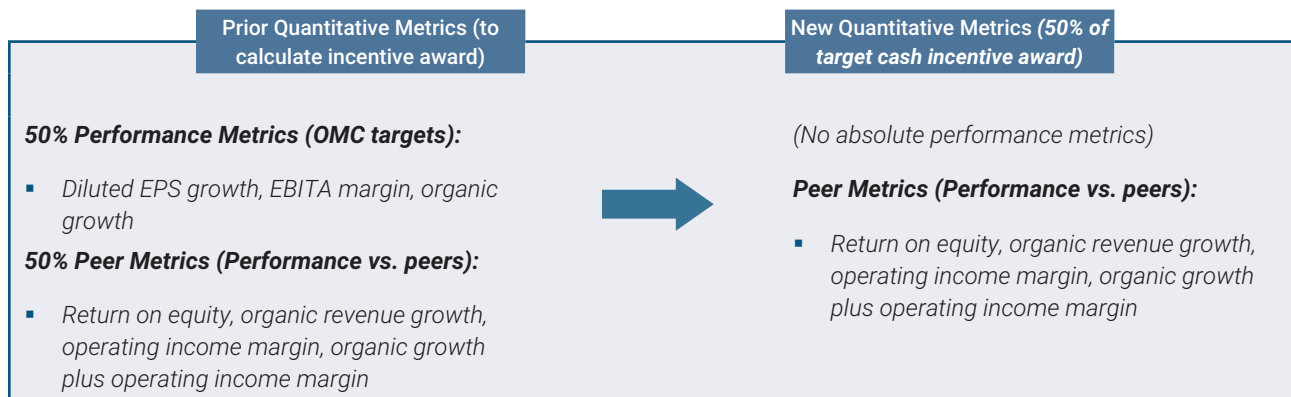 Prior Quantitative Metrics (to
calculate incentive award)
50% Performance Metrics (OMC targets):
▪ Diluted EPS growth, EBITA margin, organic
growth
50% Peer Metrics (Performance vs. peers):
▪ Return on equity, organic revenue growth,
operating income margin, organic growth
plus operating income margin
New Quantitative Metrics (50% of
target cash incentive award)
(No absolute performance metrics)
Peer Metrics (Performance vs. peers):
▪ Return on equity, organic revenue growth,
operating income margin, organic growth
plus operating income margin